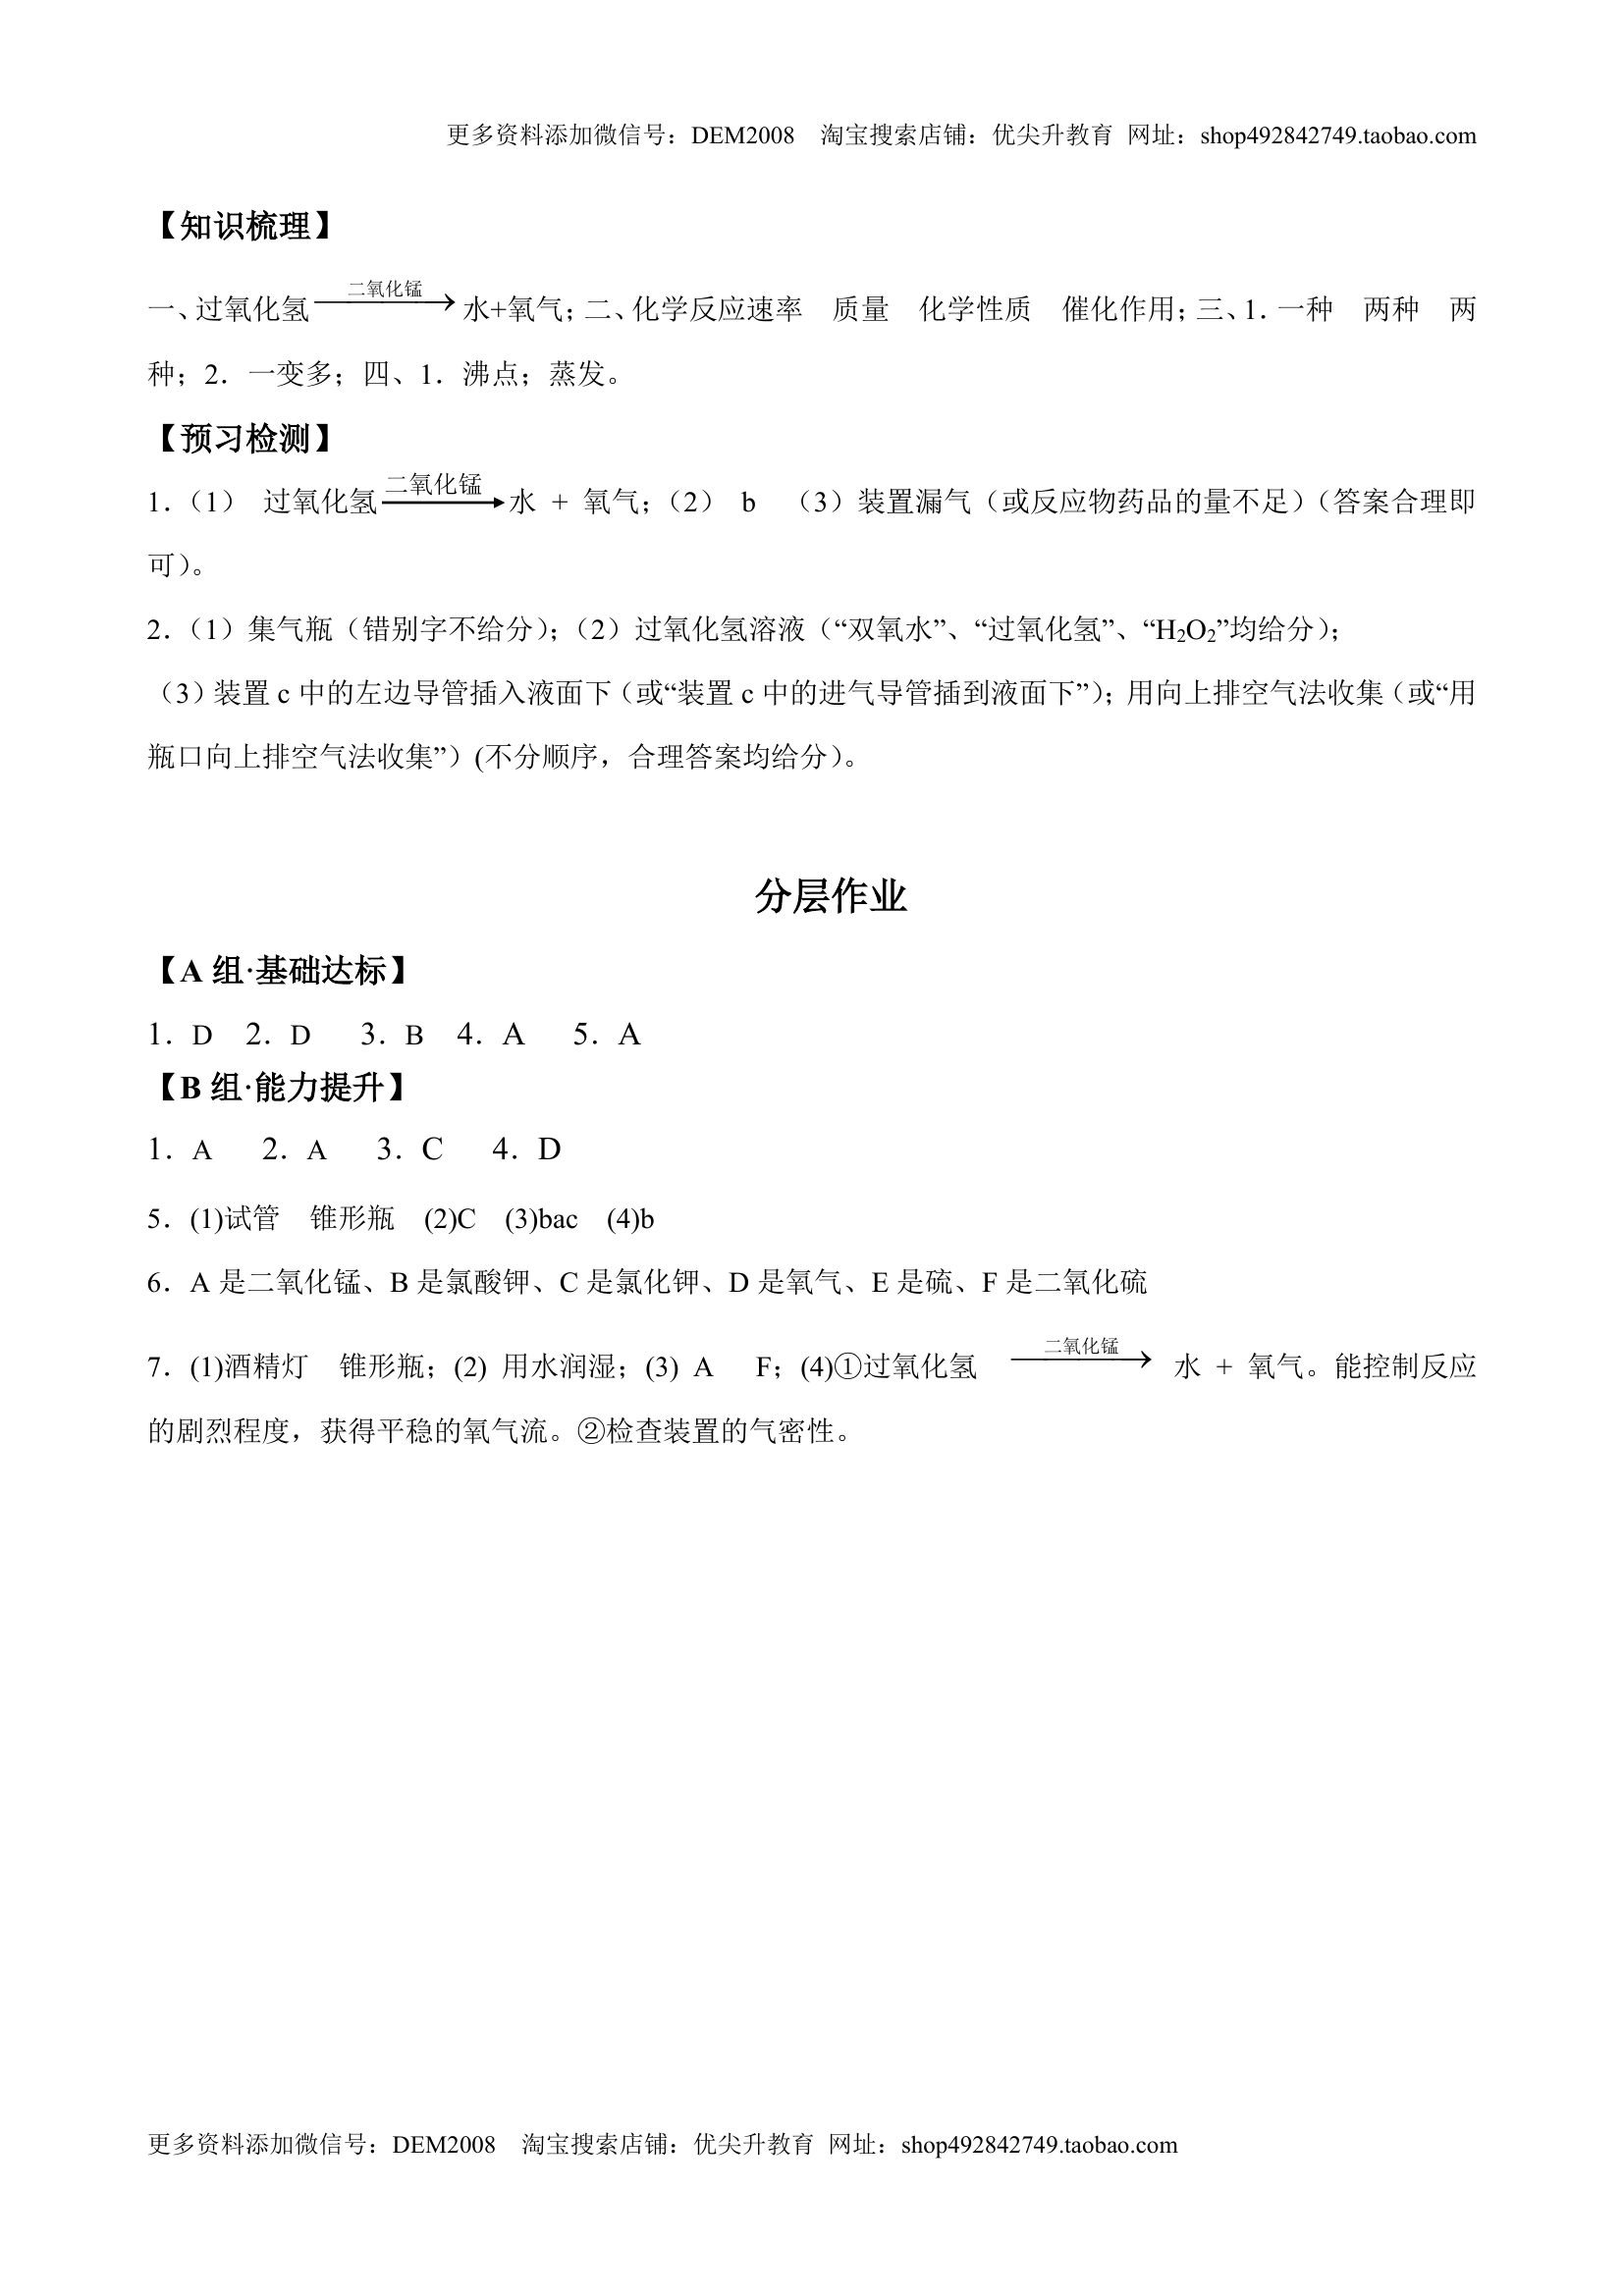 更多资料添加微信号：DEM2008　淘宝搜索店铺：优尖升教育 网址：shop492842749.taobao.com
【知识梳理】
一、过氧化氢 二氧化锰→ 水+氧气；二、化学反应速率　质量　化学性质　催化作用；三、1．一种　两种　两
种；2．一变多；四、1．沸点；蒸发。
【预习检测】
1．（1） 过氧化氢 二氧化锰→ 水 + 氧气；（2） b　（3）装置漏气（或反应物药品的量不足）（答案合理即
可）。
2．（1）集气瓶（错别字不给分）；（2）过氧化氢溶液（“双氧水”、“过氧化氢”、“H₂O₂”均给分）；
（3）装置 c 中的左边导管插入液面下（或“装置 c 中的进气导管插到液面下”）；用向上排空气法收集（或“用
瓶口向上排空气法收集”）(不分顺序，合理答案均给分）。
分层作业
【A 组·基础达标】
1．D　2．D　3．B　4．A　5．A
【B 组·能力提升】
1．A　2．A　3．C　4．D
5．(1)试管　锥形瓶　(2)C　(3)bac　(4)b
6．A 是二氧化锰、B 是氯酸钾、C 是氯化钾、D 是氧气、E 是硫、F 是二氧化硫
7．(1)酒精灯　锥形瓶；(2) 用水润湿；(3) A　F；(4)①过氧化氢 二氧化锰→ 水 + 氧气。能控制反应
的剧烈程度，获得平稳的氧气流。②检查装置的气密性。
更多资料添加微信号：DEM2008　淘宝搜索店铺：优尖升教育 网址：shop492842749.taobao.com